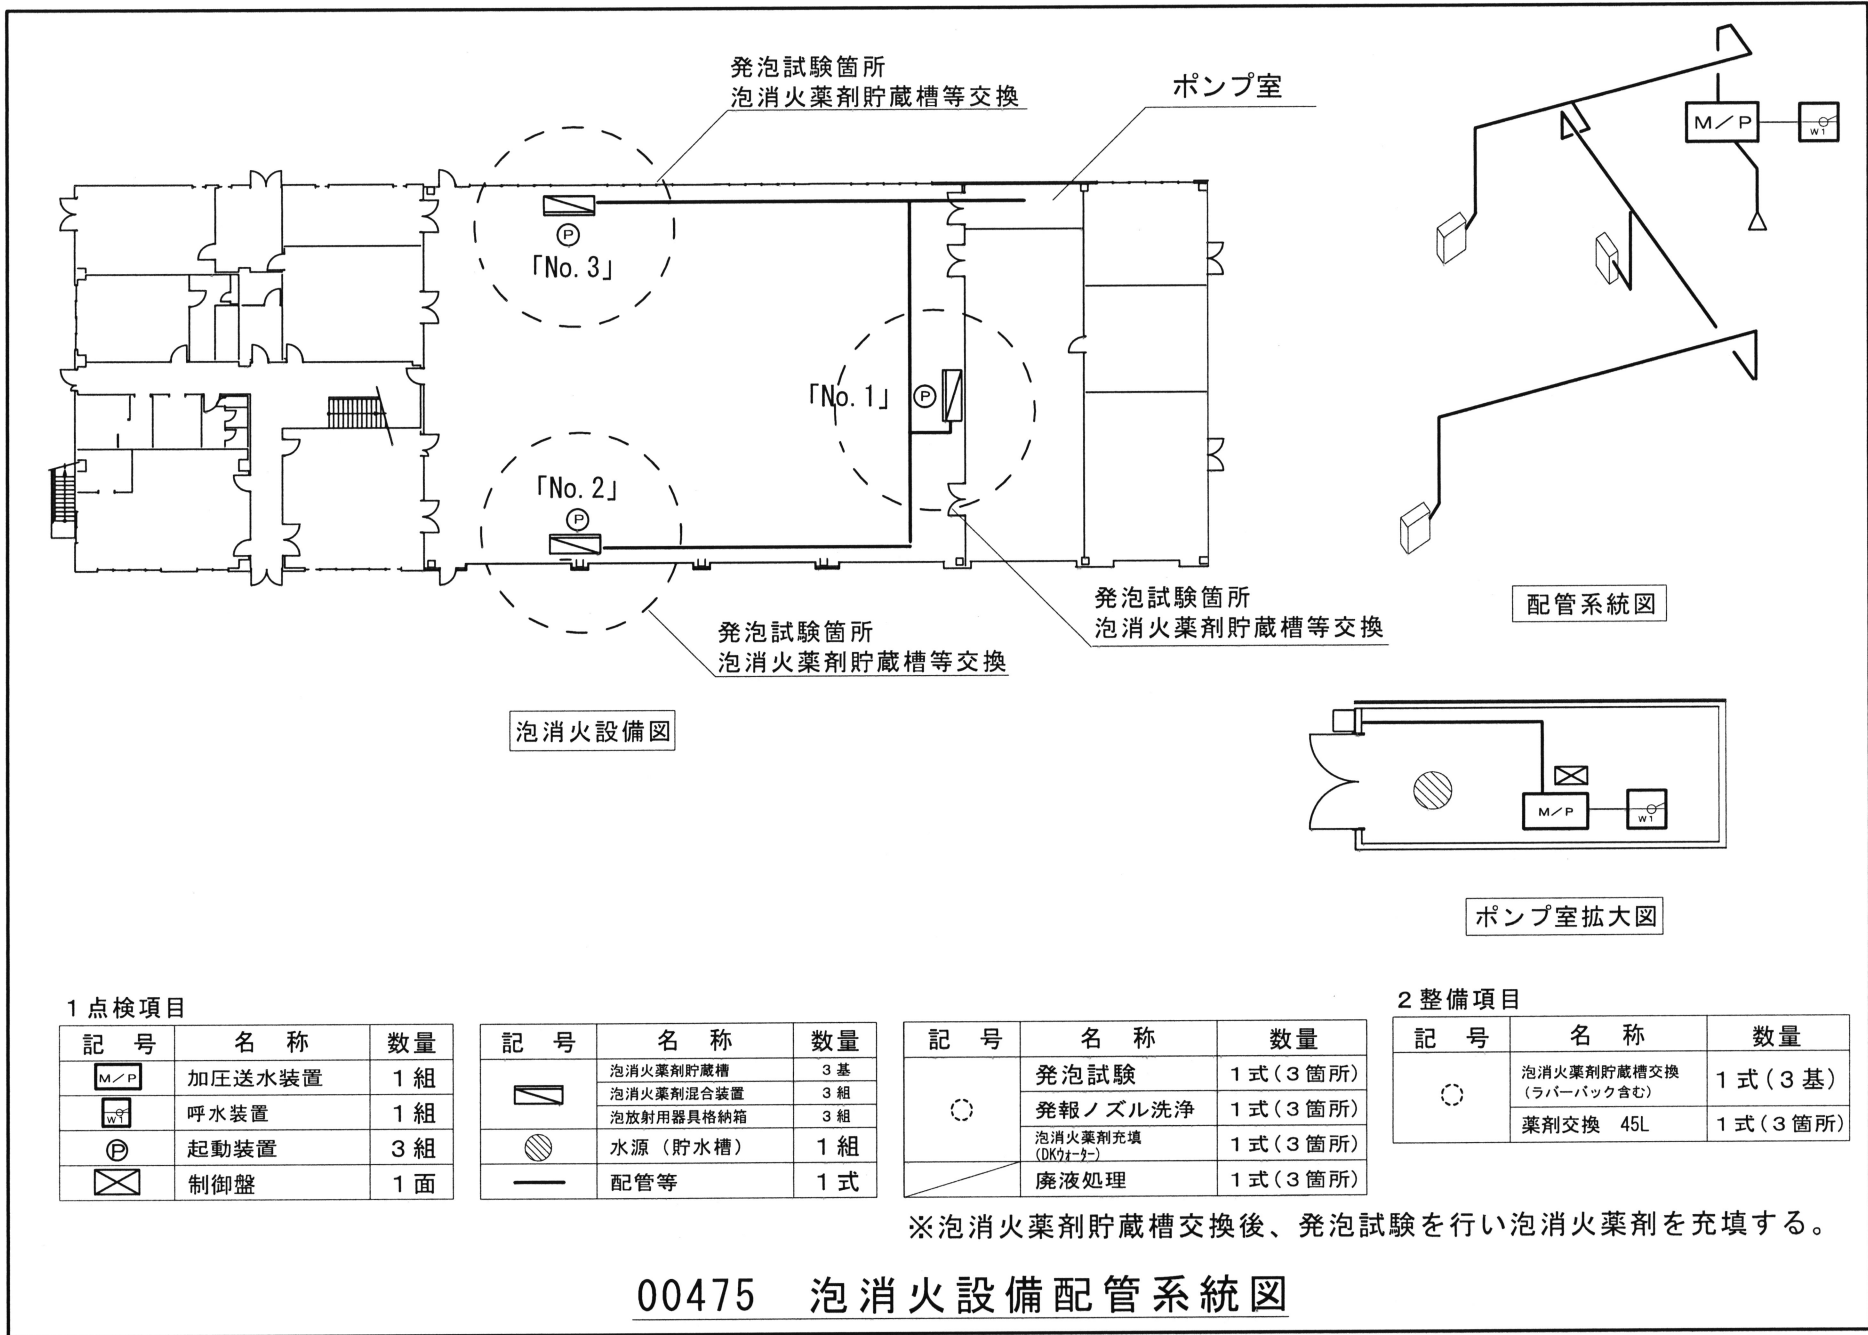 発泡試験箇所
泡消火薬剤貯蔵槽等交換
ポンプ室
M/P
W1
P
「No. 3」
「No. 1」
P
「No. 2」
P
発泡試験箇所
泡消火薬剤貯蔵槽等交換
発泡試験箇所
泡消火薬剤貯蔵槽等交換
配管系統図
泡消火設備図
M/P
W1
ポンプ室拡大図
1点検項目
記 号 名 称 数量
M/P 加圧送水装置 1組
W1 呼水装置 1組
P 起動装置 3組
制御盤 1面
記 号 名 称 数量
泡消火薬剤貯蔵槽 3基
泡消火薬剤混合装置 3組
泡放射用器具格納箱 3組
水源(貯水槽) 1組
配管等 1式
記 号 名 称 数量
発泡試験 1式(3箇所)
発報ノズル洗浄 1式(3箇所)
泡消火薬剤充填
(DKウォーター) 1式(3箇所)
廃液処理 1式(3箇所)
2整備項目
記 号 名 称 数量
泡消火薬剤貯蔵槽交換
(ラバーバック含む) 1式(3基)
薬剤交換 45L 1式(3箇所)
※泡消火薬剤貯蔵槽交換後、発泡試験を行い泡消火薬剤を充填する。
00475 泡消火設備配管系統図